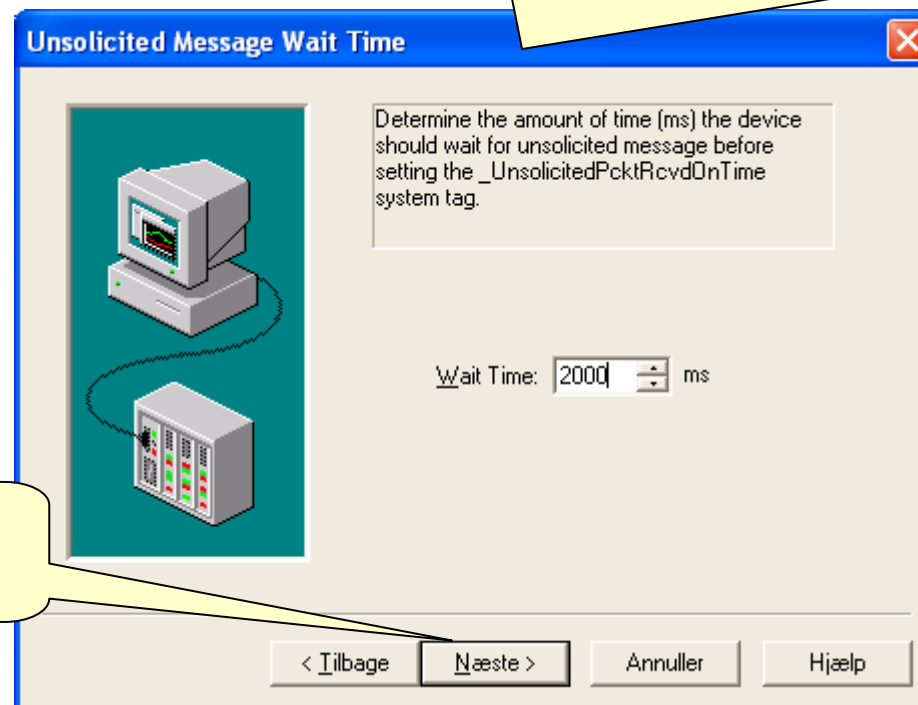 Unsolicited Message Wait Time
Determine the amount of time (ms) the device
should wait for unsolicited message before
setting the _UnsolicitedPcktRcvdOnTime
system tag.
Wait Time: 2000 ms
< Tilbage Næste > Annuller Hjælp